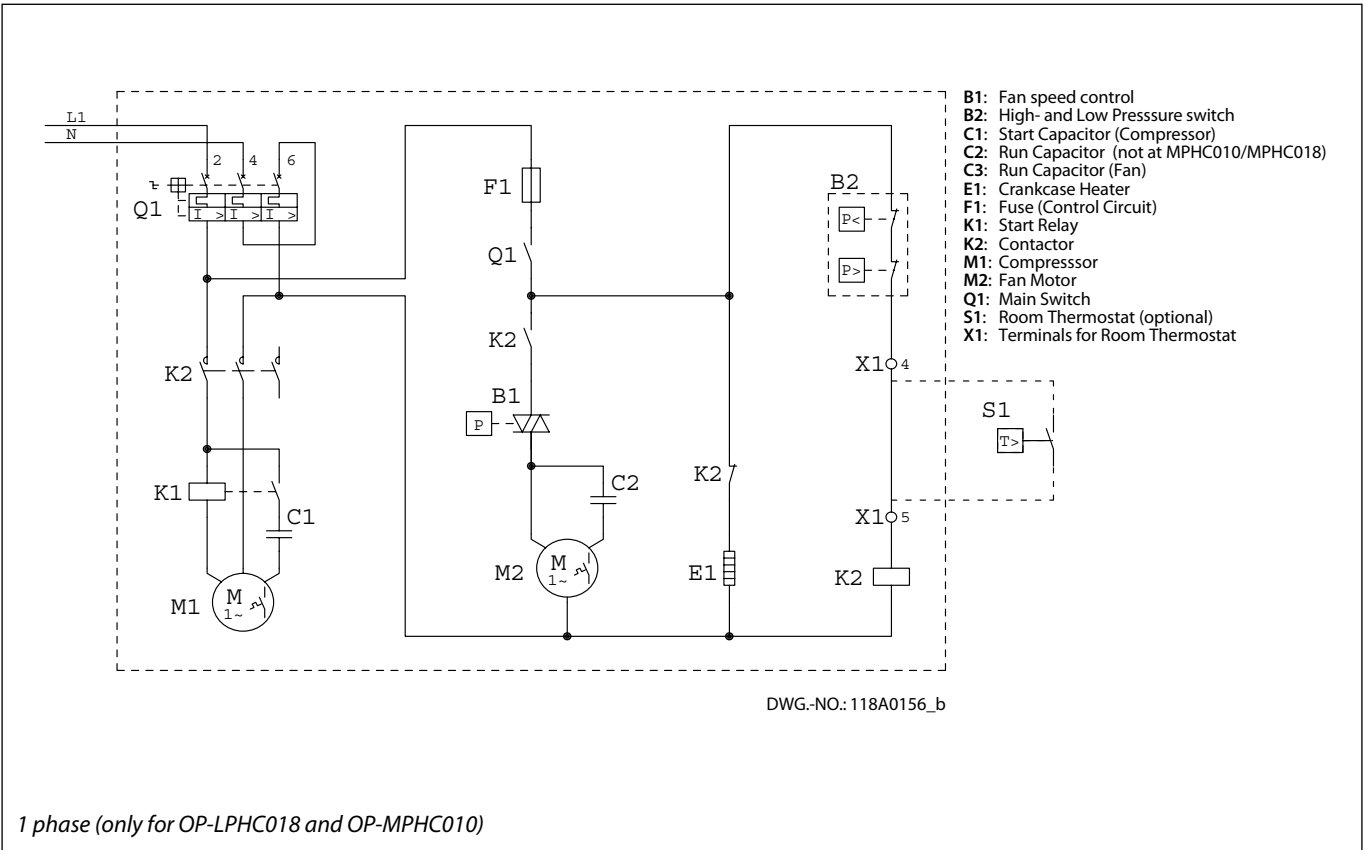 L1
N
2 4 6
Q1
I > I > I >
F1
Q1
B2
P<
P>
K2
K2
B1
P
X1 4
S1
T>
K1
C1
C2
K2
X1 5
M1
M
1~
M2
M
1~
E1
K2
B1: Fan speed control
B2: High- and Low Presssure switch
C1: Start Capacitor (Compressor)
C2: Run Capacitor (not at MPHC010/MPHC018)
C3: Run Capacitor (Fan)
E1: Crankcase Heater
F1: Fuse (Control Circuit)
K1: Start Relay
K2: Contactor
M1: Compresssor
M2: Fan Motor
Q1: Main Switch
S1: Room Thermostat (optional)
X1: Terminals for Room Thermostat
DWG.-NO.: 118A0156_b
1 phase (only for OP-LPHC018 and OP-MPHC010)